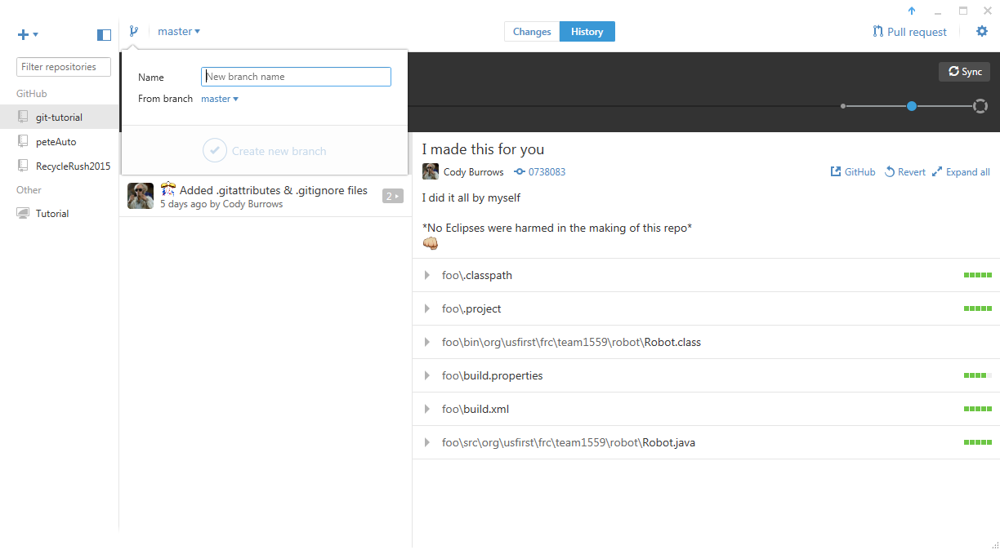 master
Changes
History
Pull request
Filter repositories
GitHub
git-tutorial
peteAuto
RecycleRush2015
Other
Tutorial
Name
New branch name
From branch
master
Create new branch
Sync
Added .gitattributes & .gitignore files
5 days ago by Cody Burrows
2
I made this for you
Cody Burrows
0738083
GitHub
Revert
Expand all
I did it all by myself
*No Eclipses were harmed in the making of this repo*
foo\.classpath
foo\.project
foo\bin\org\usfirst\frc\team1559\robot\Robot.class
foo\build.properties
foo\build.xml
foo\src\org\usfirst\frc\team1559\robot\Robot.java